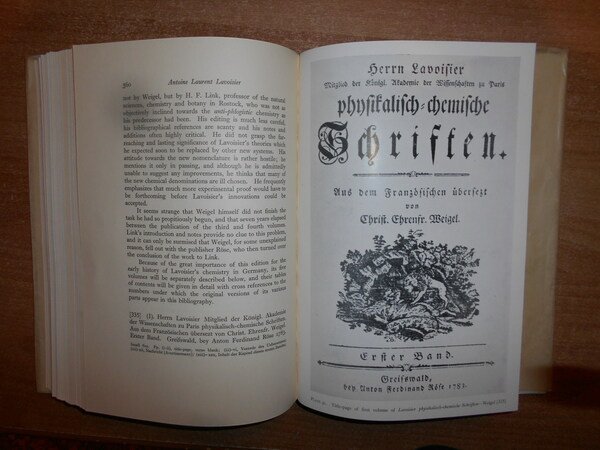 360
Antoine Laurent Lavoisier
not by Weigel, but by H. F. Link, professor of the natural
sciences, chemistry and botany in Rostock, who was not as
objectively inclined towards the anti-phlogistic chemistry as
his predecessor had been. His editing is much less careful,
his bibliographical references are scanty and his notes and
additions often highly critical. He did not grasp the far-
reaching and lasting significance of Lavoisier's theories which
he expected soon to be replaced by other new systems. His
attitude towards the new nomenclature is rather hostile; he
mentions it only in passing, and although he is admittedly
unable to suggest any improvements, he thinks that many of
the new chemical denominations are ill chosen. He frequently
emphasizes that much more experimental proof would have to
be forthcoming before Lavoisier's innovations could be
accepted.
It seems strange that Weigel himself did not finish the
task he had so propitiously begun, and that seven years elapsed
between the publication of the third and fourth volumes.
Link's introduction and notes provide no clue to this problem,
and it can only be surmised that Weigel, for some unexplained
reason, fell out with the publisher Röse, who then turned over
the conclusion of the work to Link.
Because of the great importance of this edition for the
early history of Lavoisier's chemistry in Germany, its five
volumes will be separately described below, and their tables
of contents will be given in detail with cross references to the
numbers under which the original versions of its various
parts appear in this bibliography.
[335] (I). Herrn Lavoisier Mitglied der Königl. Akademie
der Wissenschaften zu Paris physikalisch-chemische Schriften.
Aus dem Französischen übersezt von Christ. Ehrenfr. Weigel.
Erster Band. Greifswald, bey Anton Ferdinand Röse 1783.
Herrn Lavoisier
Mitglied der Königl. Akademie der Wissenschaften zu Paris
physikalisch-chemische
Schriften.
Aus dem Französischen übersezt
von
Christ. Ehrenfr. Weigel.
Erster Band.
Greifswald,
bey Anton Ferdinand Röse 1783.
Title-page of first volume of Lavoisier physikalisch-chemische Schriften—Weigel [335]